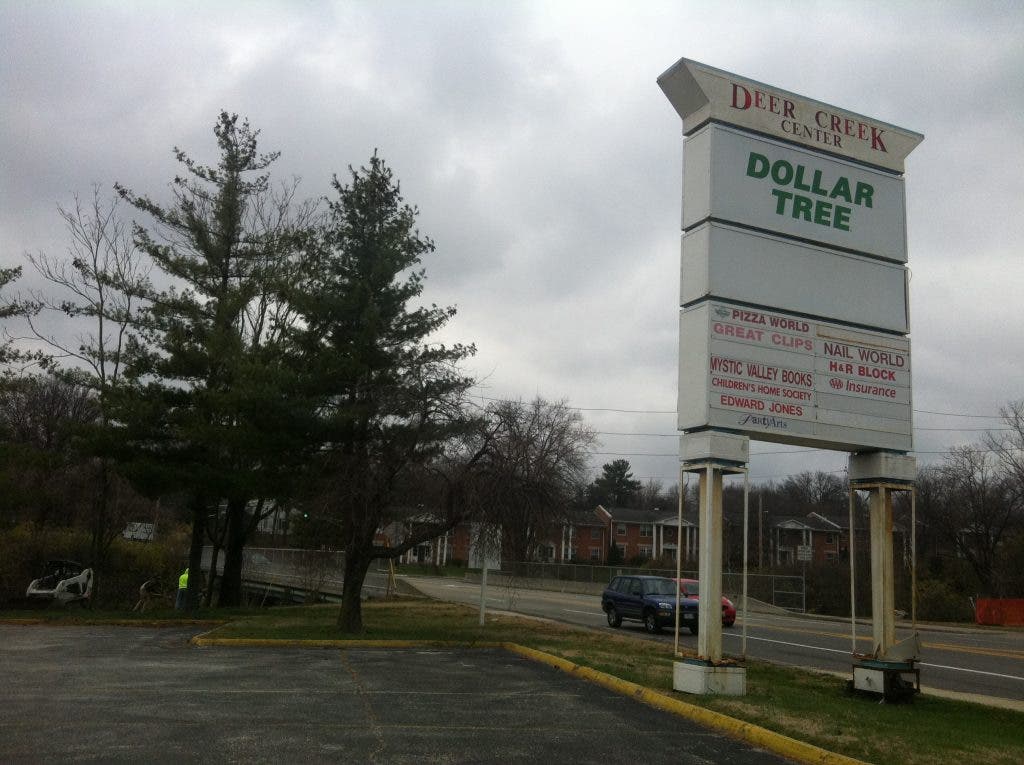 DEER CREEK
CENTER
DOLLAR
TREE
PIZZA WORLD
GREAT CLIPS
MYSTIC VALLEY BOOKS
CHILDREN'S HOME SOCIETY
EDWARD JONES
PartyArts
NAIL WORLD
H&R BLOCK
AAA Insurance